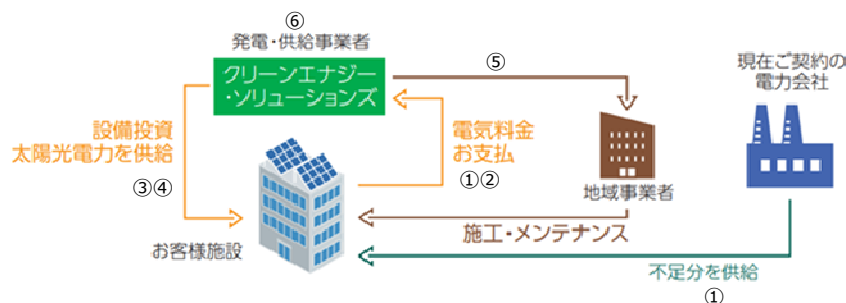 ⑥
発電・供給事業者
クリーンエナジー
・ソリューションズ
⑤
現在ご契約の
電力会社
設備投資
太陽光電力を供給
③④
電気料金
お支払
①②
地域事業者
お客様施設
施工・メンテナンス
不足分を供給
①